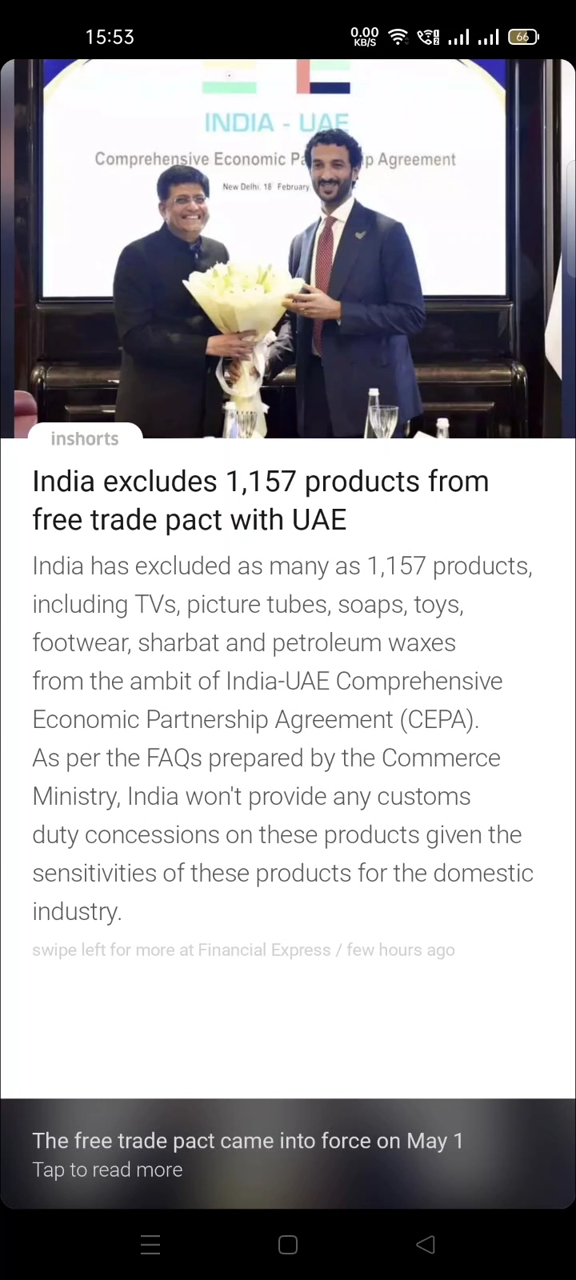 15:53
0.00
KB/S
66
INDIA - UAE
Comprehensive Economic Pa p Agreement
New Delhi, 18 February
inshorts
India excludes 1,157 products from
free trade pact with UAE
India has excluded as many as 1,157 products,
including TVs, picture tubes, soaps, toys,
footwear, sharbat and petroleum waxes
from the ambit of India-UAE Comprehensive
Economic Partnership Agreement (CEPA).
As per the FAQs prepared by the Commerce
Ministry, India won't provide any customs
duty concessions on these products given the
sensitivities of these products for the domestic
industry.
swipe left for more at Financial Express / few hours ago
The free trade pact came into force on May 1
Tap to read more